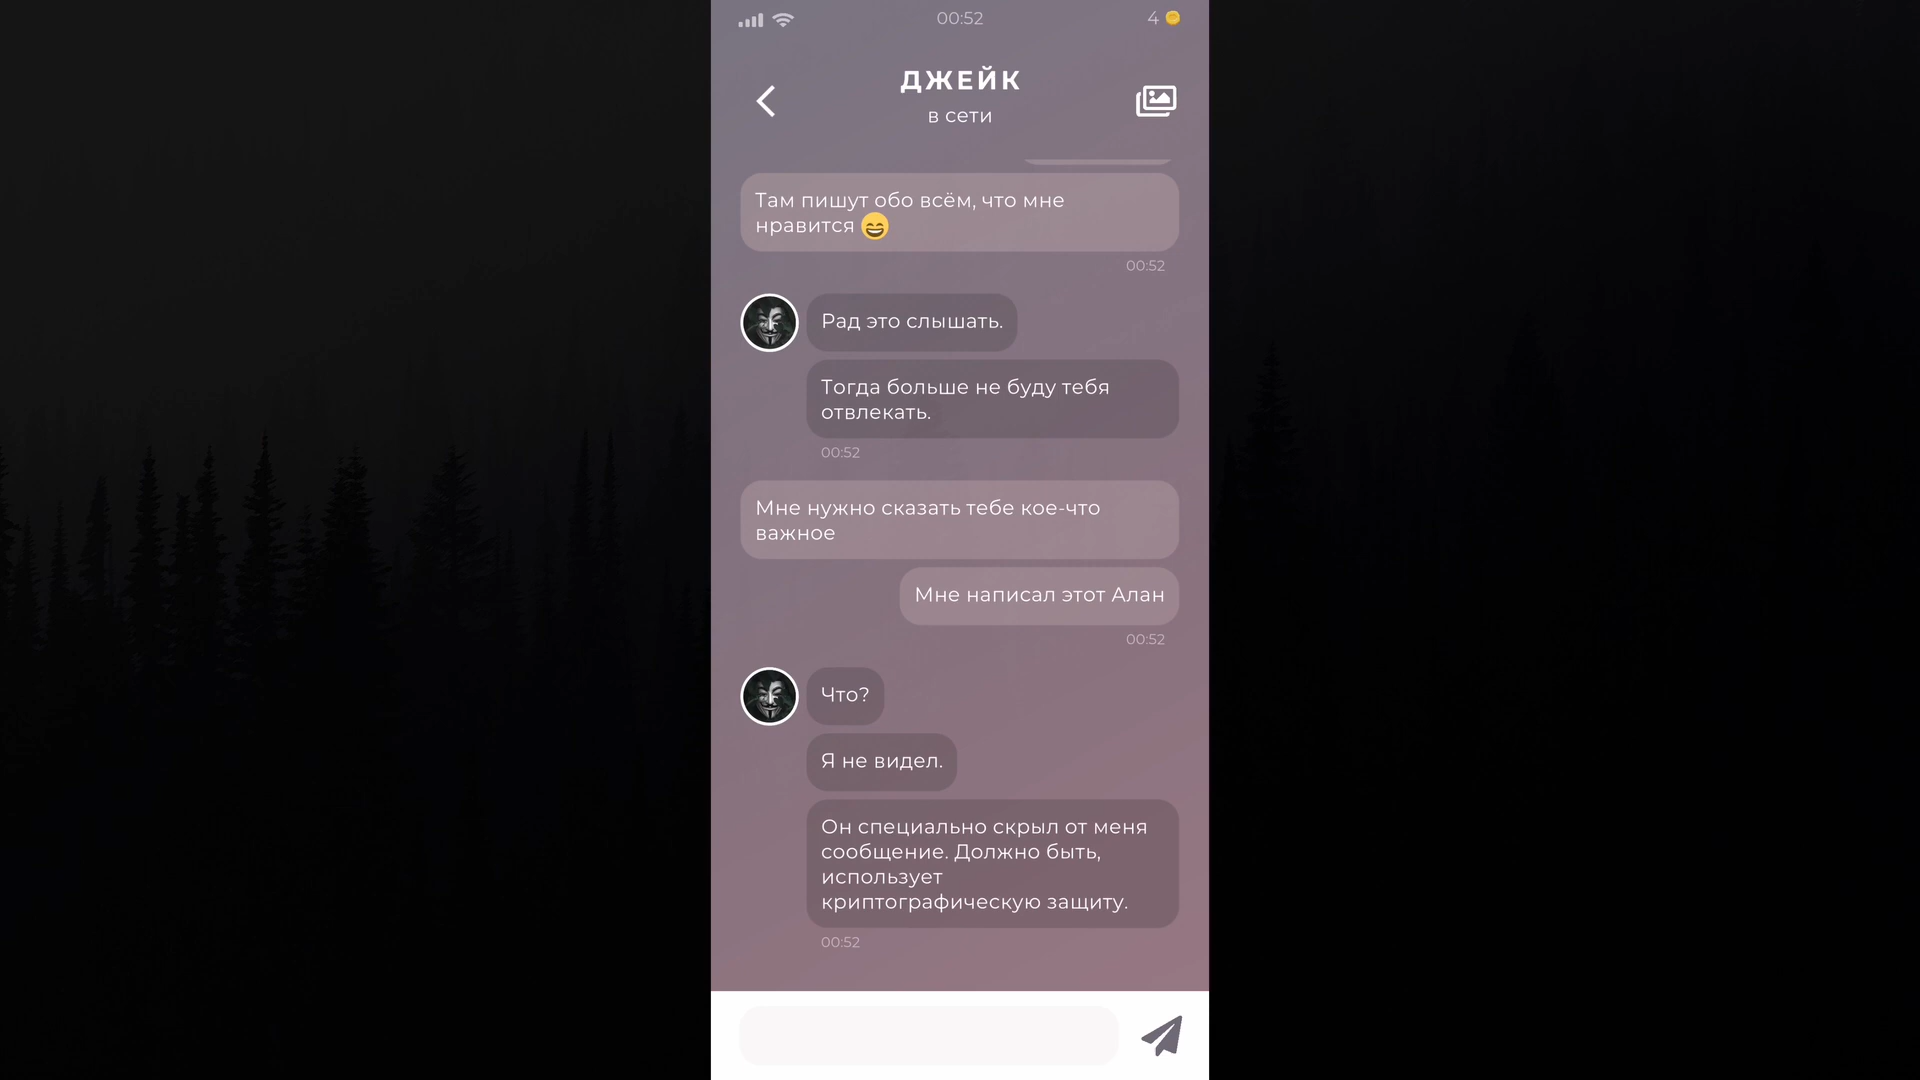 00:52
4
ДЖЕЙК
в сети
Там пишут обо всём, что мне
нравится
00:52
Рад это слышать.
Тогда больше не буду тебя
отвлекать.
00:52
Мне нужно сказать тебе кое-что
важное
Мне написал этот Алан
00:52
Что?
Я не видел.
Он специально скрыл от меня
сообщение. Должно быть,
использует
криптографическую защиту.
00:52